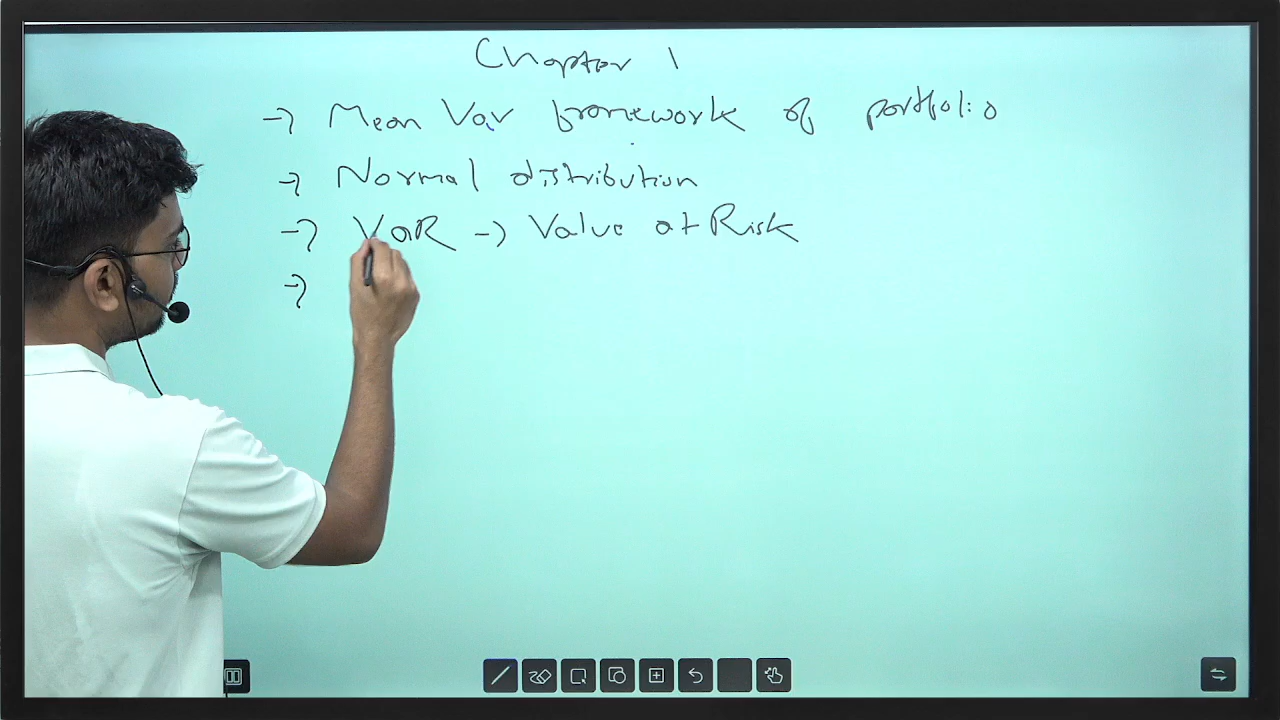 Chapter 1
→ Mean Var framework of portfolio
→ Normal distribution
→ VaR → Value at Risk
→